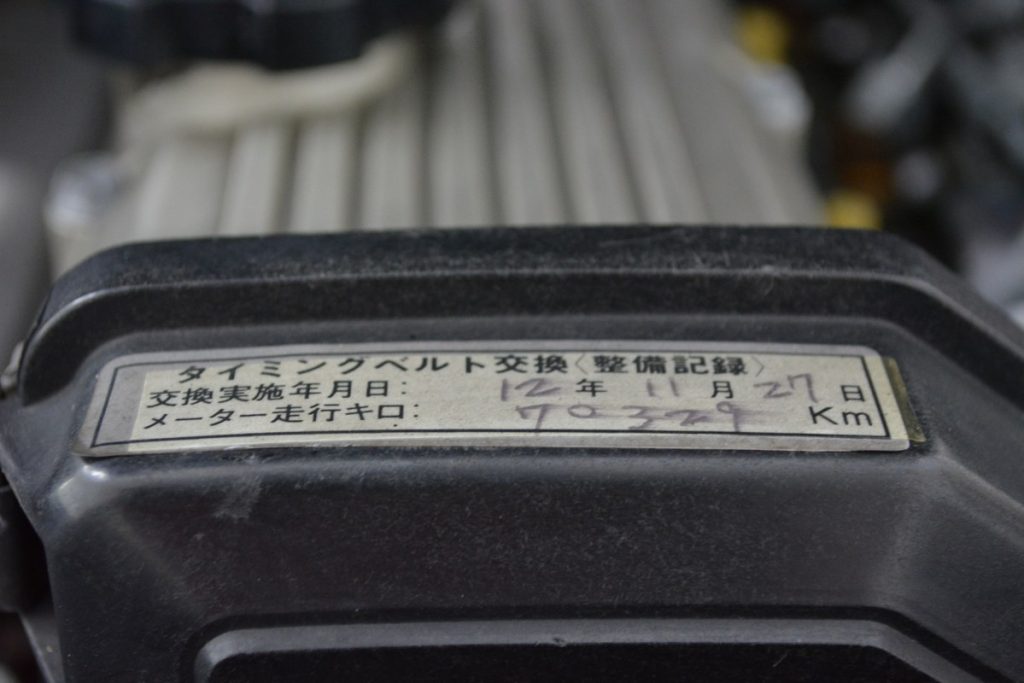 タイミングベルト交換〈整備記録〉
交換実施年月日： 12 年 11 月 27 日
メーター走行キロ： 70329 Km